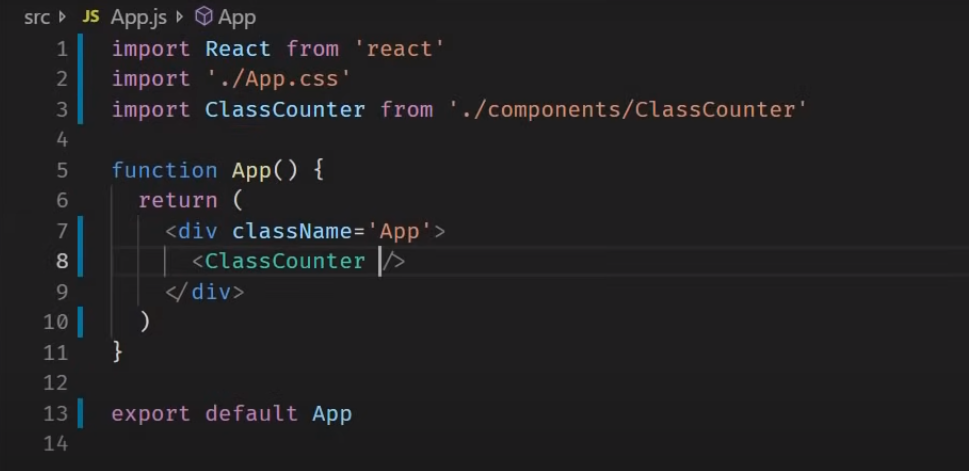 src JS App.js App
1 import React from 'react'
2 import './App.css'
3 import ClassCounter from './components/ClassCounter'
4
5 function App() {
6   return (
7     <div className='App'>
8       <ClassCounter />
9     </div>
10   )
11 }
12
13 export default App
14